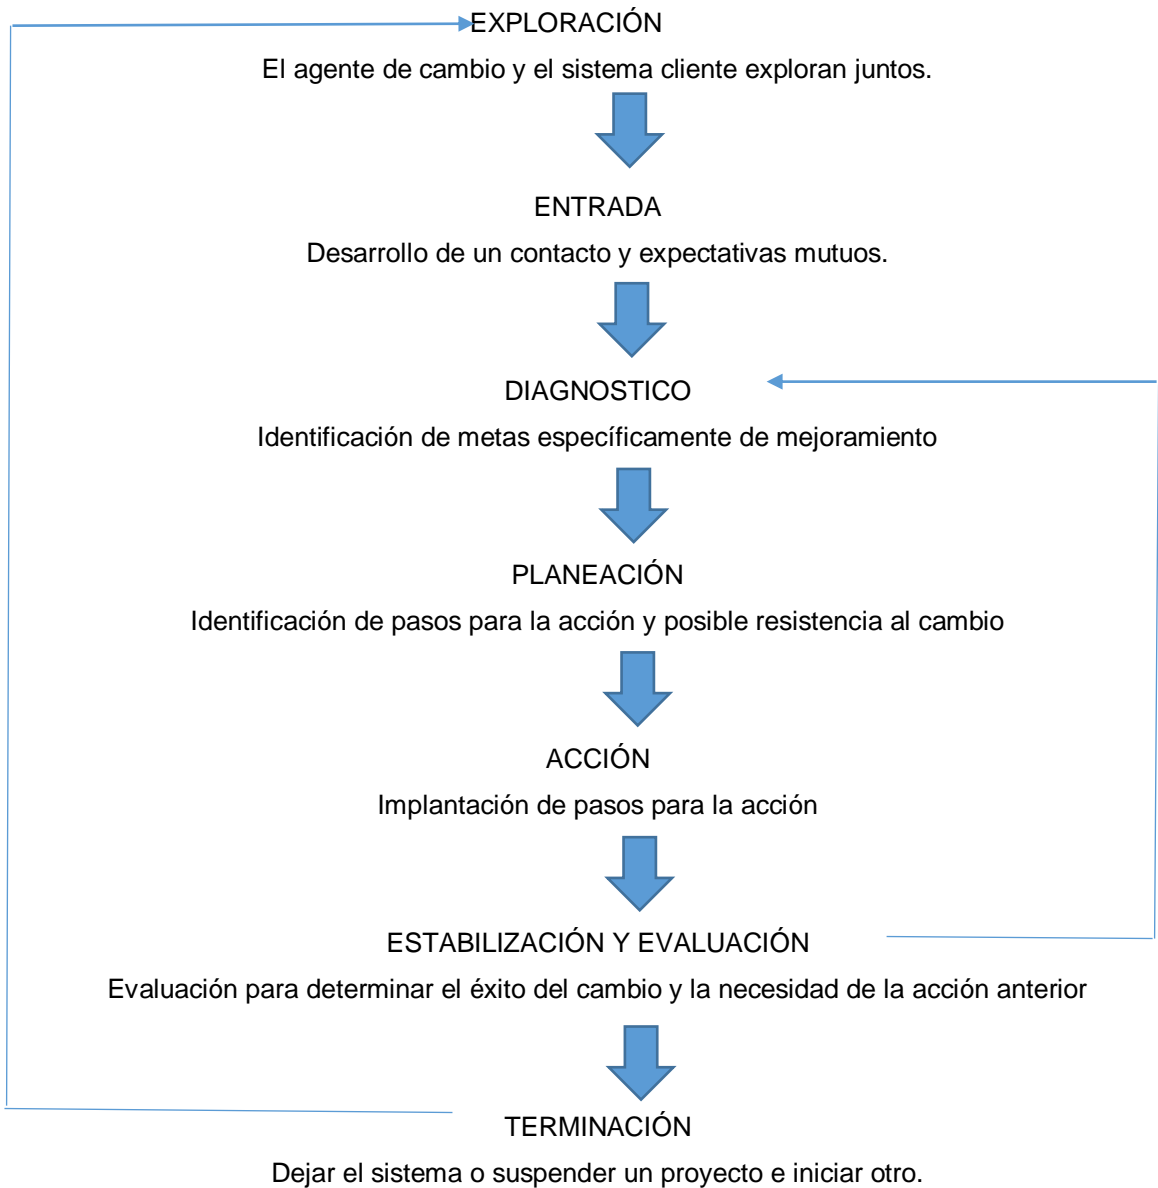 EXPLORACIÓN
El agente de cambio y el sistema cliente exploran juntos.
ENTRADA
Desarrollo de un contacto y expectativas mutuos.
DIAGNOSTICO
Identificación de metas específicamente de mejoramiento
PLANEACIÓN
Identificación de pasos para la acción y posible resistencia al cambio
ACCIÓN
Implantación de pasos para la acción
ESTABILIZACIÓN Y EVALUACIÓN
Evaluación para determinar el éxito del cambio y la necesidad de la acción anterior
TERMINACIÓN
Dejar el sistema o suspender un proyecto e iniciar otro.